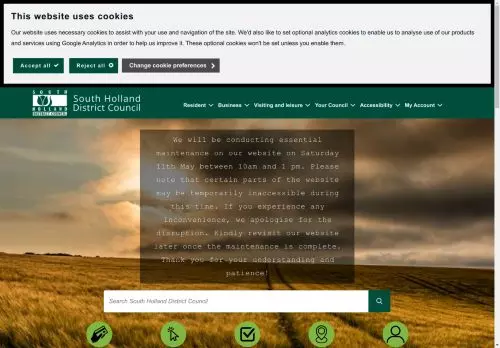 This website uses cookies
Our website uses necessary cookies to assist with your use and navigation of the site. We'd also like to set optional analytics cookies to enable us to analyse use of our
products and services using Google Analytics in order to help us improve it. These optional cookies won't be set unless you enable them.
Accept all Reject all Change cookie preferences
SOUTH
HOLLAND
DISTRICT COUNCIL
South Holland
District Council
Resident Business Visiting and leisure Your Council Accessibility My Account
We will be conducting essential
maintenance on our website on Saturday
11th May between 10am and 1 pm. Please
note that certain parts of the website
may be temporarily inaccessible during
this time. If you experience any
inconvenience, we apologise for the
disruption. Kindly revisit our website
later once the maintenance is complete.
Thank you for your understanding and
patience!
Search South Holland District Council